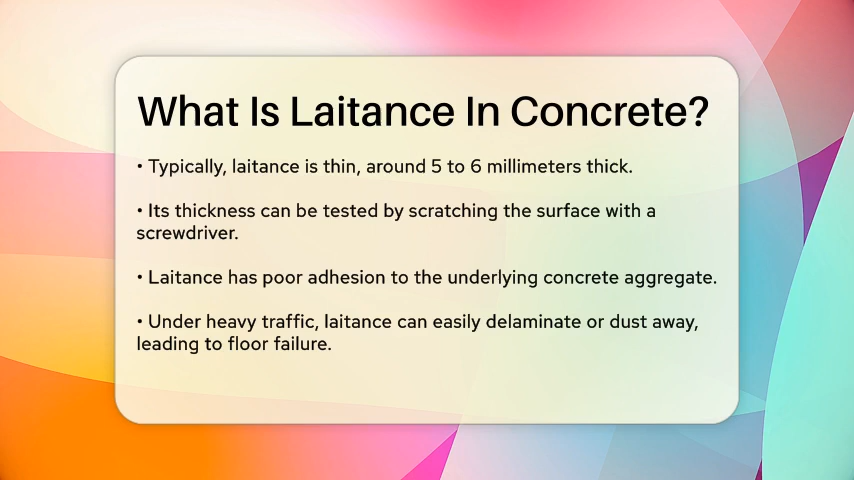 What Is Laitance In Concrete?
• Typically, laitance is thin, around 5 to 6 millimeters thick.
• Its thickness can be tested by scratching the surface with a
screwdriver.
• Laitance has poor adhesion to the underlying concrete aggregate.
• Under heavy traffic, laitance can easily delaminate or dust away,
leading to floor failure.